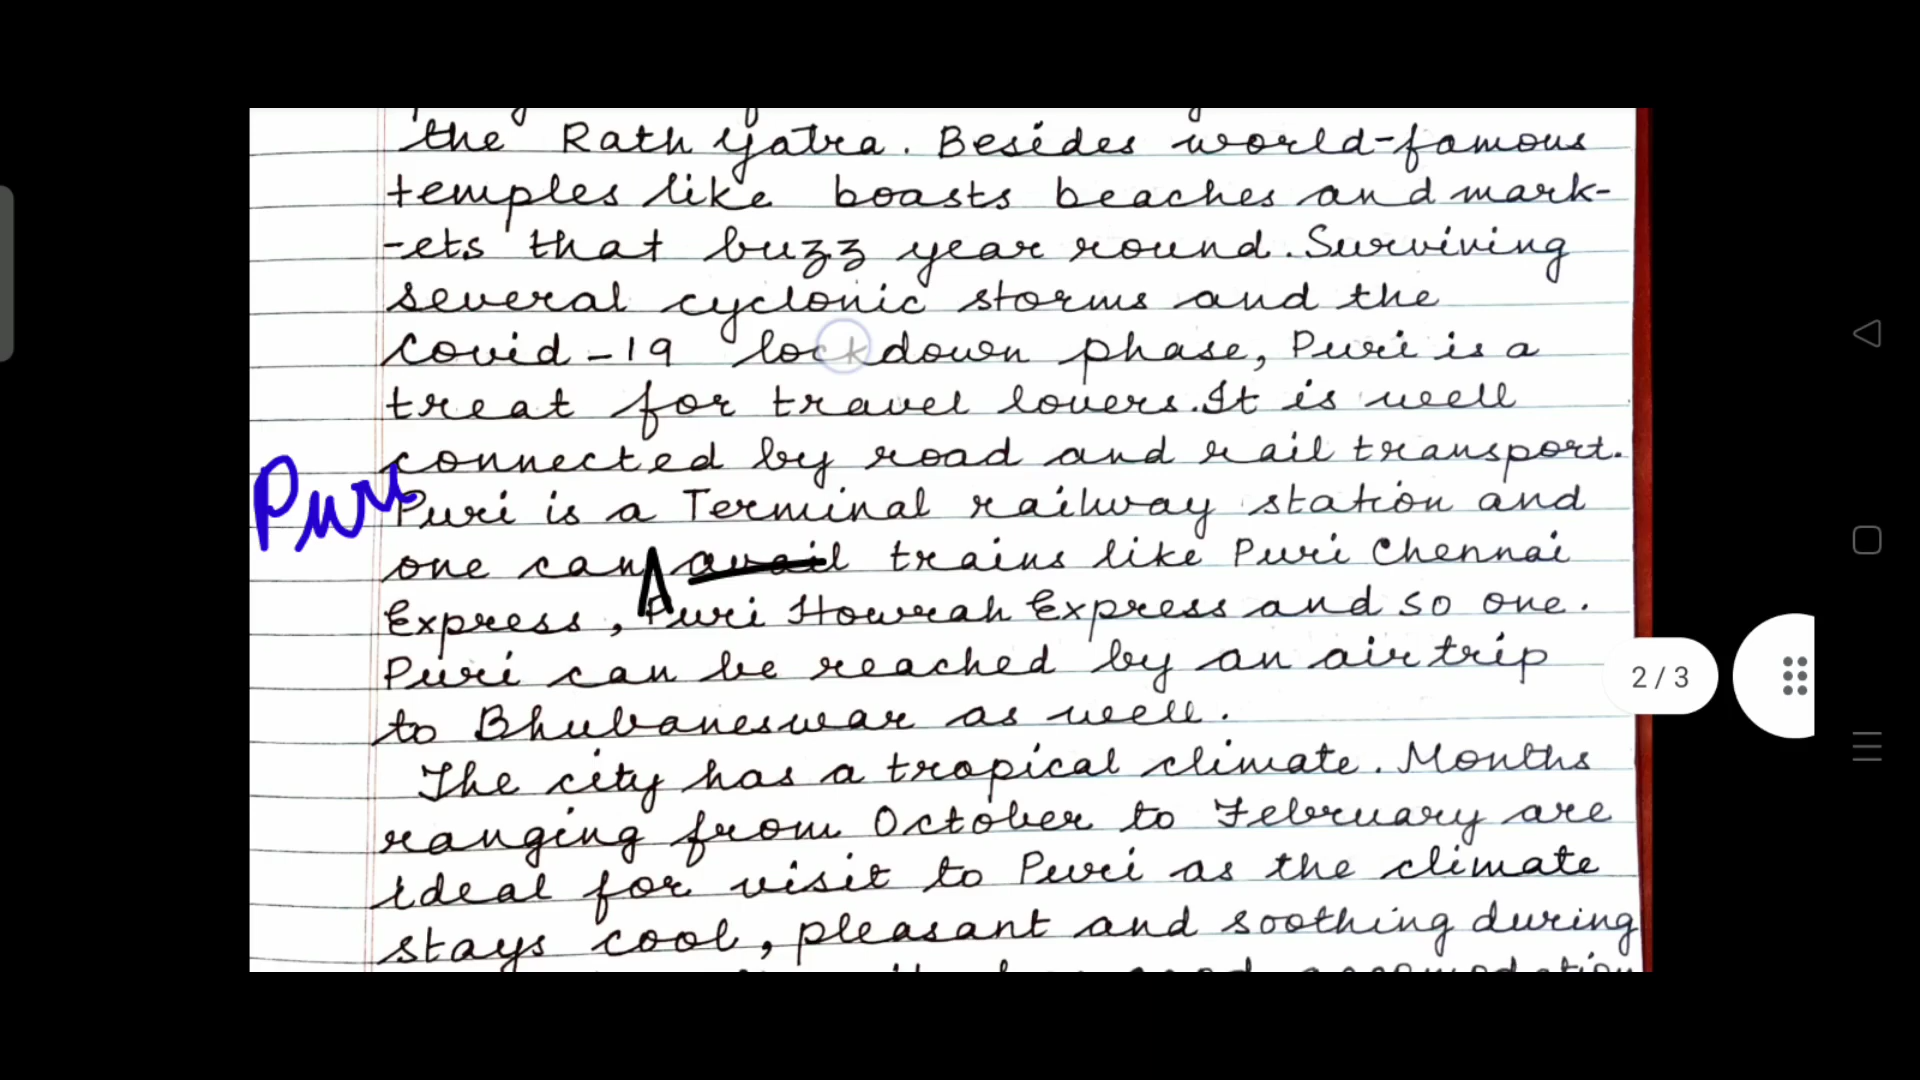 the Rath Yatra. Besides world-famous
temples like boasts beaches and mark-
-ets that buzz year round. Surviving
several cyclonic storms and the
Covid-19 lockdown phase, Puri is a
treat for travel lovers. It is well
connected by road and rail transport.
Puri
Puri is a Terminal railway station and
one can avail trains like Puri Chennai
Express, Puri Howrah Express and so one.
Puri can be reached by an air trip
to Bhubaneswar as well.
The city has a tropical climate. Months
ranging from October to February are
ideal for visit to Puri as the climate
stays cool, pleasant and soothing during
2/3